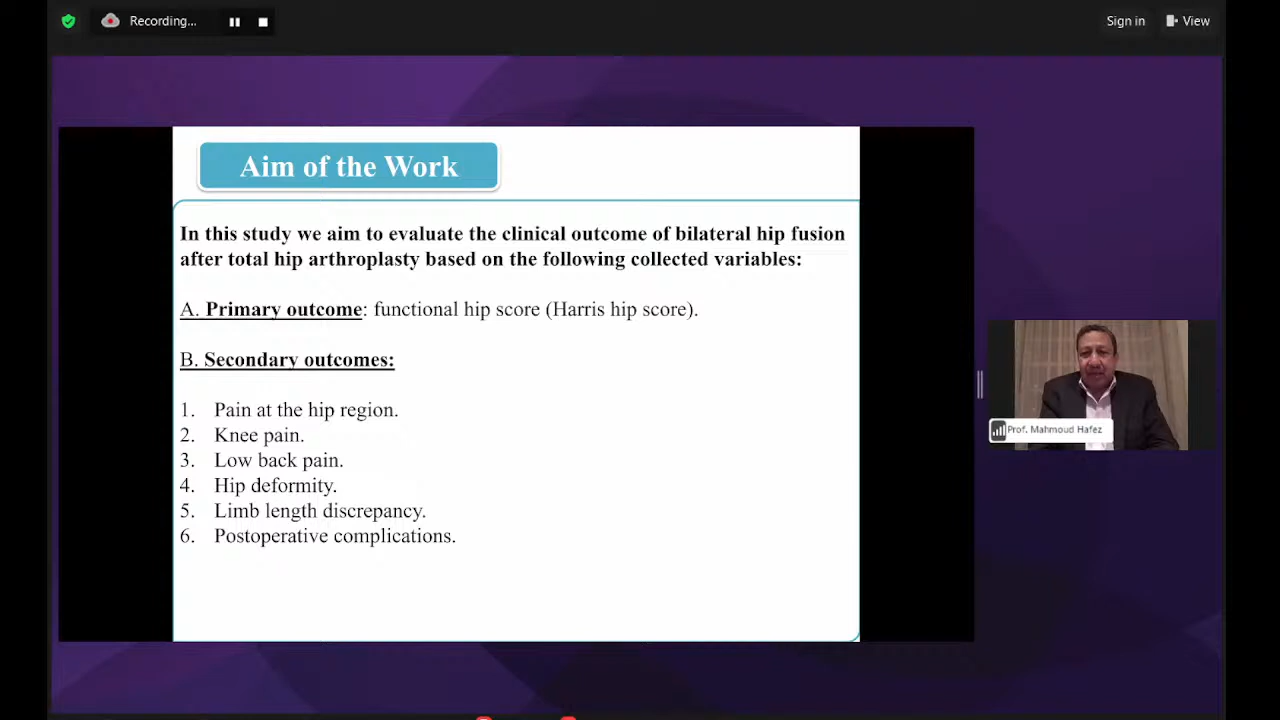 Recording...
Sign in
View
Aim of the Work
In this study we aim to evaluate the clinical outcome of bilateral hip fusion
after total hip arthroplasty based on the following collected variables:
A. Primary outcome: functional hip score (Harris hip score).
B. Secondary outcomes:
1. Pain at the hip region.
2. Knee pain.
3. Low back pain.
4. Hip deformity.
5. Limb length discrepancy.
6. Postoperative complications.
Prof. Mahmoud Hafez